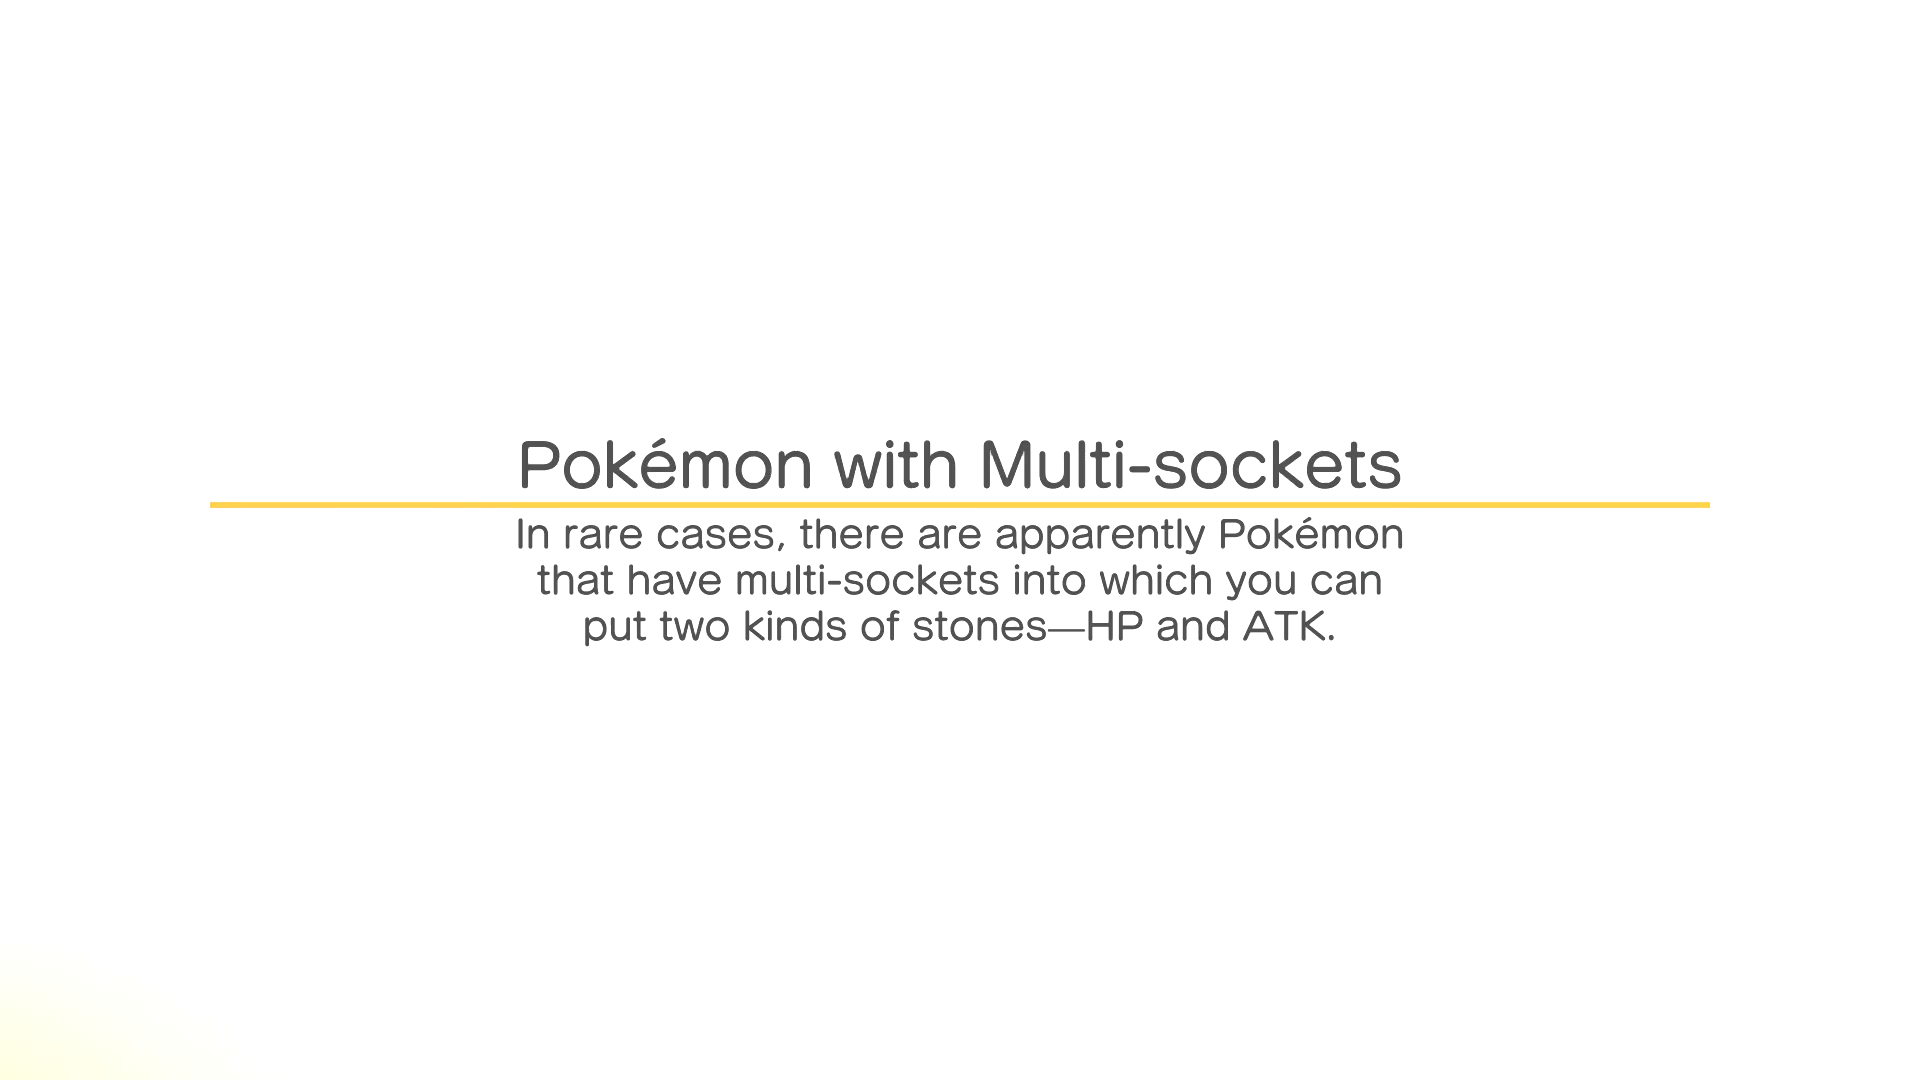 Pokémon with Multi-sockets
In rare cases, there are apparently Pokémon
that have multi-sockets into which you can
put two kinds of stones—HP and ATK.